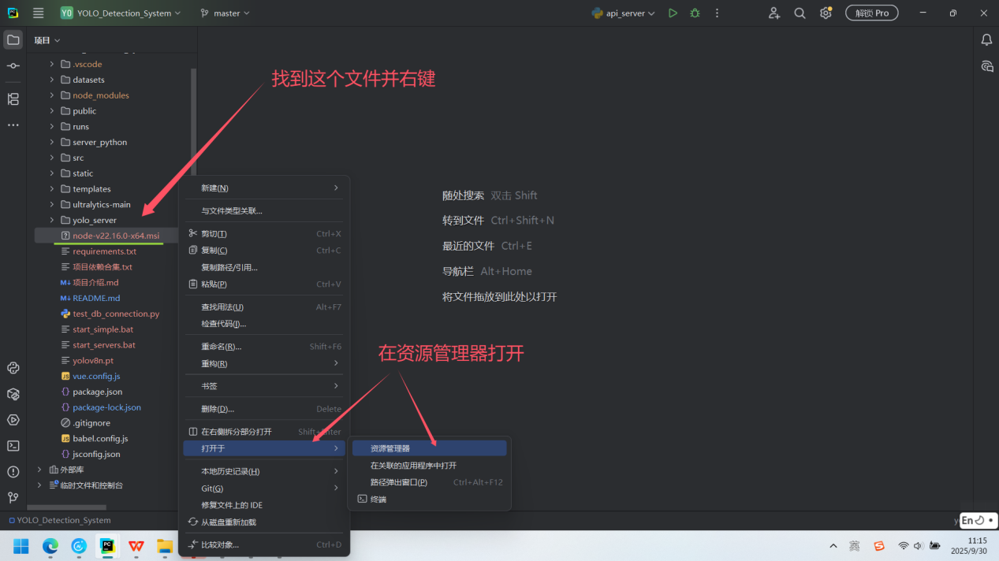 YO YOLO_Detection_System master api_server 解锁 Pro
项目
.vscode
datasets
node_modules
public
runs
server_python
src
static
templates
ultralytics-main
yolo_server
node-v22.16.0-x64.msi
requirements.txt
项目依赖合集.txt
M↓ 项目介绍.md
M↓ README.md
test_db_connection.py
start_simple.bat
start_servers.bat
yolov8n.pt
JS vue.config.js
package.json
package-lock.json
.gitignore
JS babel.config.js
jsconfig.json
外部库
临时文件和控制台
找到这个文件并右键
新建(N)
与文件类型关联...
剪切(T) Ctrl+X
复制(C) Ctrl+C
复制路径/引用...
粘贴(P) Ctrl+V
查找用法(U) Alt+F7
检查代码(I)...
重命名(R)... Shift+F6
重构(R)
书签
删除(D)... Delete
在右侧拆分部分打开 Shift+Enter
打开于
本地历史记录(H)
Git(G)
修复文件上的 IDE
从磁盘重新加载
比较对象... Ctrl+D
随处搜索 双击 Shift
转到文件 Ctrl+Shift+N
最近的文件 Ctrl+E
导航栏 Alt+Home
将文件拖放到此处以打开
在资源管理器打开
资源管理器
在关联的应用程序中打开
路径弹出窗口(P) Ctrl+Alt+F12
终端
YOLO_Detection_System
En
PC
英
11:15
2025/9/30